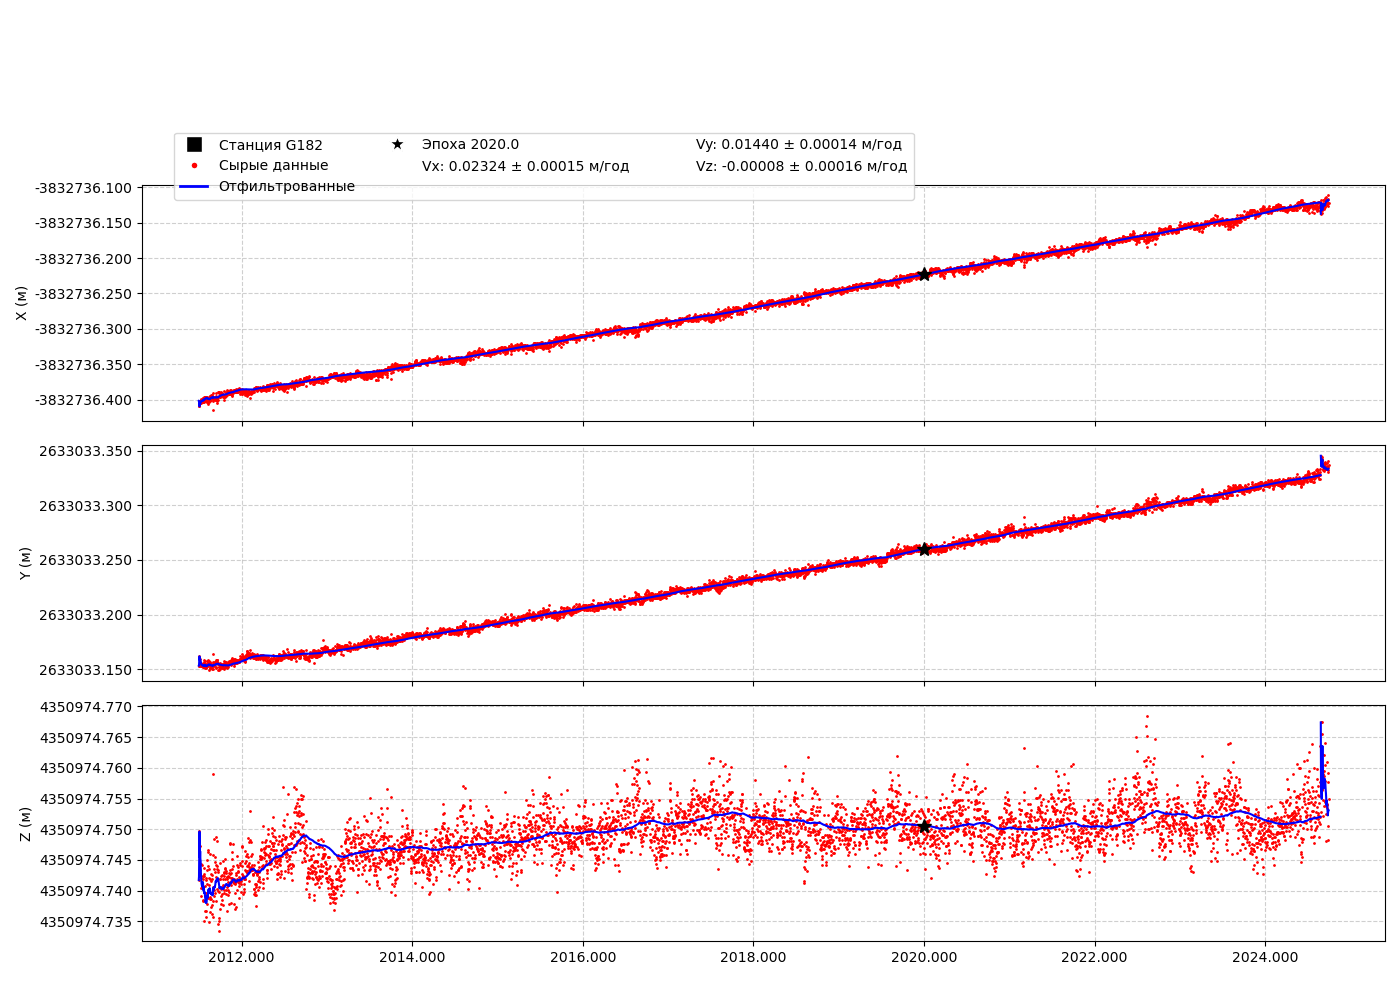 Станция G182
Сырые данные
Отфильтрованные
Эпоха 2020.0
Vx: 0.02324 ± 0.00015 м/год
Vy: 0.01440 ± 0.00014 м/год
Vz: -0.00008 ± 0.00016 м/год
X (м)
-3832736.100
-3832736.150
-3832736.200
-3832736.250
-3832736.300
-3832736.350
-3832736.400
Y (м)
2633033.350
2633033.300
2633033.250
2633033.200
2633033.150
Z (м)
4350974.770
4350974.765
4350974.760
4350974.755
4350974.750
4350974.745
4350974.740
4350974.735
2012.000 2014.000 2016.000 2018.000 2020.000 2022.000 2024.000